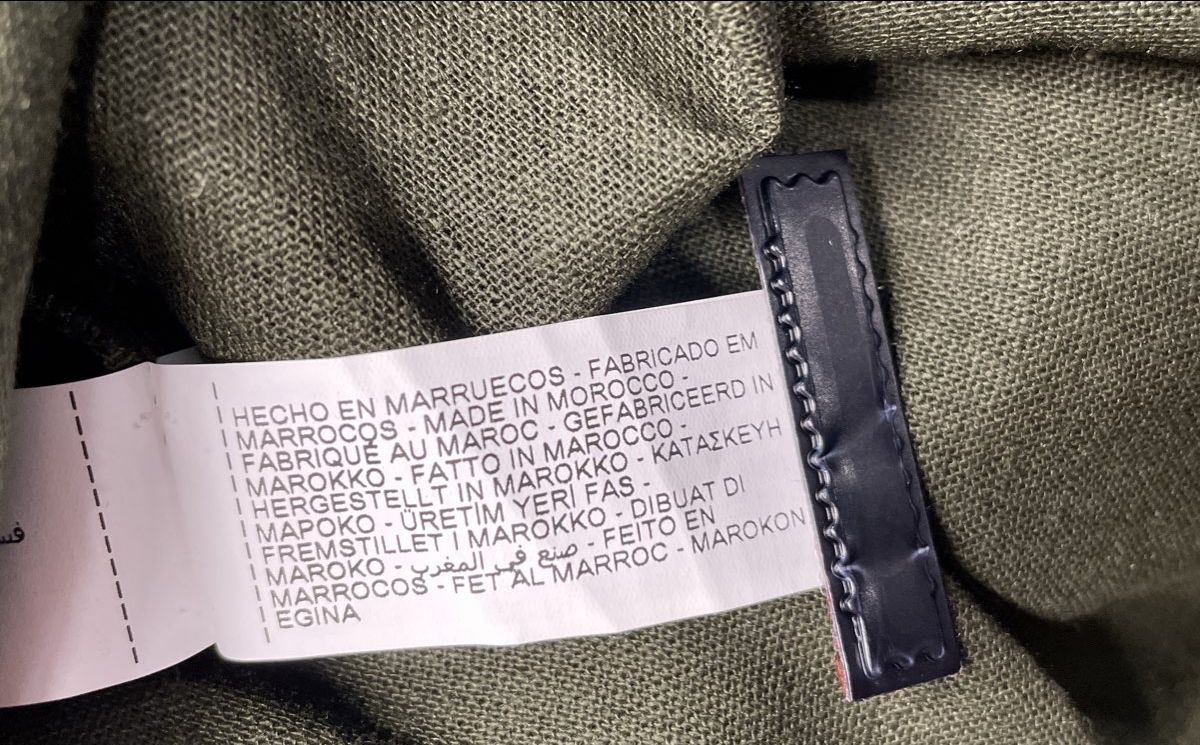 HECHO EN MARRUECOS - FABRICADO EM
MARROCOS - MADE IN MOROCCO -
FABRIQUÉ AU MAROC - GEFABRICEERD IN
MAROKKO - FATTO IN MAROCCO -
HERGESTELLT IN MAROKKO - ΚΑΤΑΣΚΕΥΗ
ΜΑΡΟΚΟ - ÜRETİM YERİ FAS -
FREMSTILLET I MAROKKO - DIBUAT DI
MAROKO - صنع في المغرب - FEITO EN
MARROCOS - FET AL MARROC - MAROKON
EGINA